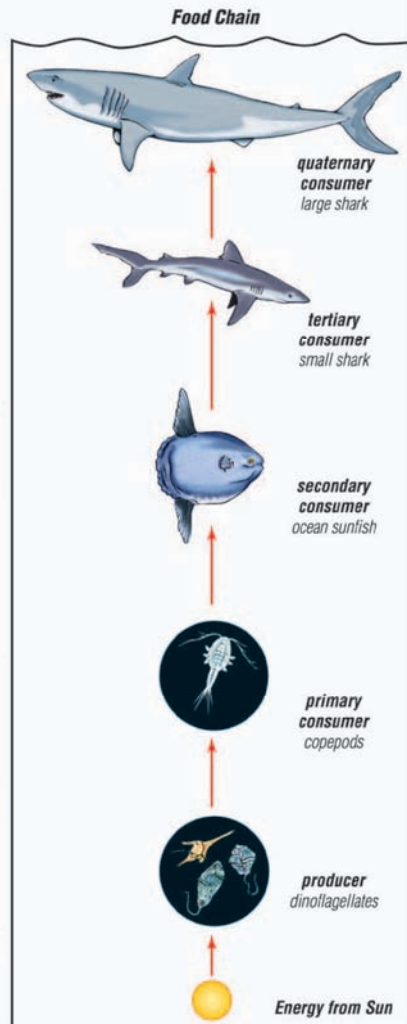 Food Chain
quaternary
consumer
large shark
tertiary
consumer
small shark
secondary
consumer
ocean sunfish
primary
consumer
copepods
producer
dinoflagellates
Energy from Sun